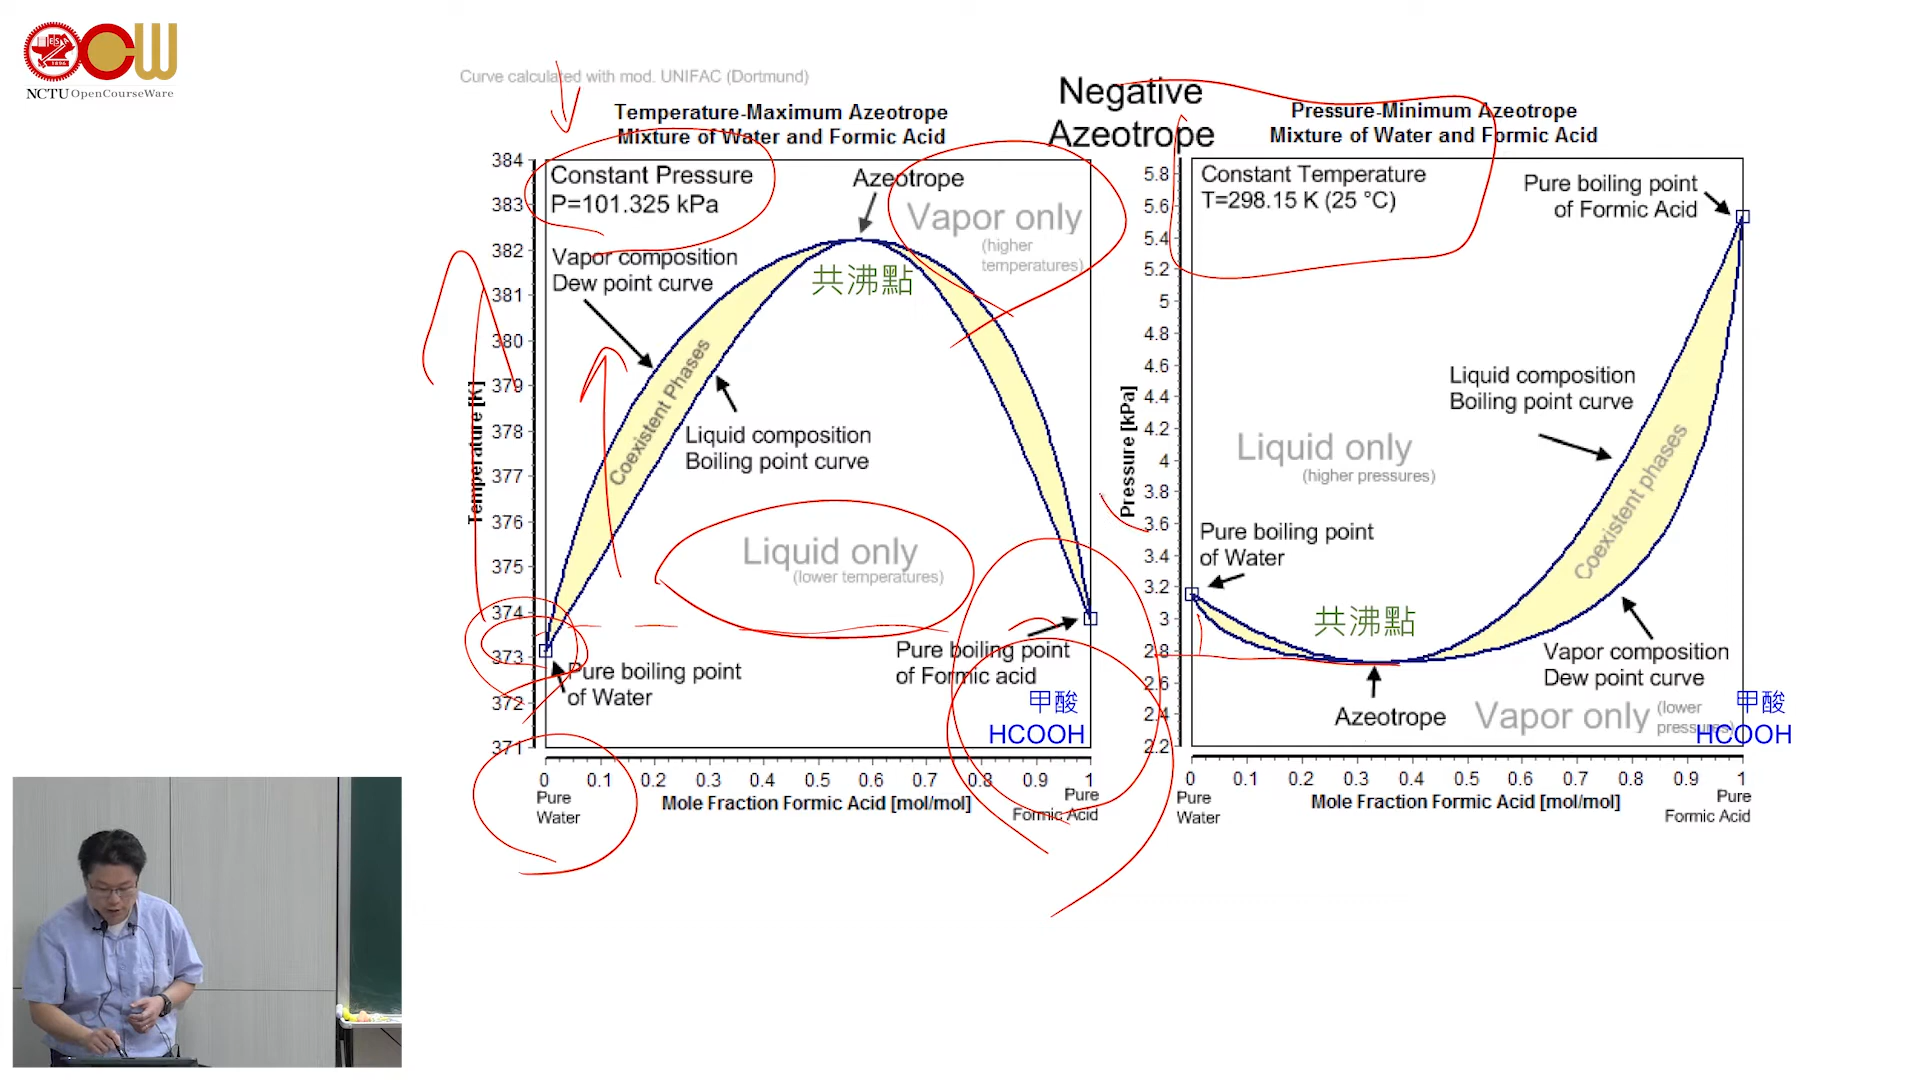 NCTU OpenCourseWare
Curve calculated with mod. UNIFAC (Dortmund)
Negative
Azeotrope
Temperature-Maximum Azeotrope
Mixture of Water and Formic Acid
384
383
382
381
380
379
378
377
376
375
374
373
372
371
Temperature [K]
Constant Pressure
P=101.325 kPa
Azeotrope
Vapor only
(higher
temperatures)
Vapor composition
Dew point curve
共沸點
Coexistent Phases
Liquid composition
Boiling point curve
Liquid only
(lower temperatures)
Pure boiling point
of Water
Pure boiling point
of Formic acid
甲酸
HCOOH
0 0.1 0.2 0.3 0.4 0.5 0.6 0.7 0.8 0.9 1
Pure
Water
Mole Fraction Formic Acid [mol/mol]
Pure
Formic Acid
Pressure-Minimum Azeotrope
Mixture of Water and Formic Acid
5.8
5.6
5.4
5.2
5
4.8
4.6
4.4
4.2
4
3.8
3.6
3.4
3.2
3
2.8
2.6
2.4
2.2
Pressure [kPa]
Constant Temperature
T=298.15 K (25 °C)
Pure boiling point
of Formic Acid
Liquid composition
Boiling point curve
Liquid only
(higher pressures)
Coexistent phases
Pure boiling point
of Water
共沸點
Vapor composition
Dew point curve
Azeotrope
Vapor only
(lower
pressures)
甲酸
HCOOH
0 0.1 0.2 0.3 0.4 0.5 0.6 0.7 0.8 0.9 1
Pure
Water
Mole Fraction Formic Acid [mol/mol]
Pure
Formic Acid